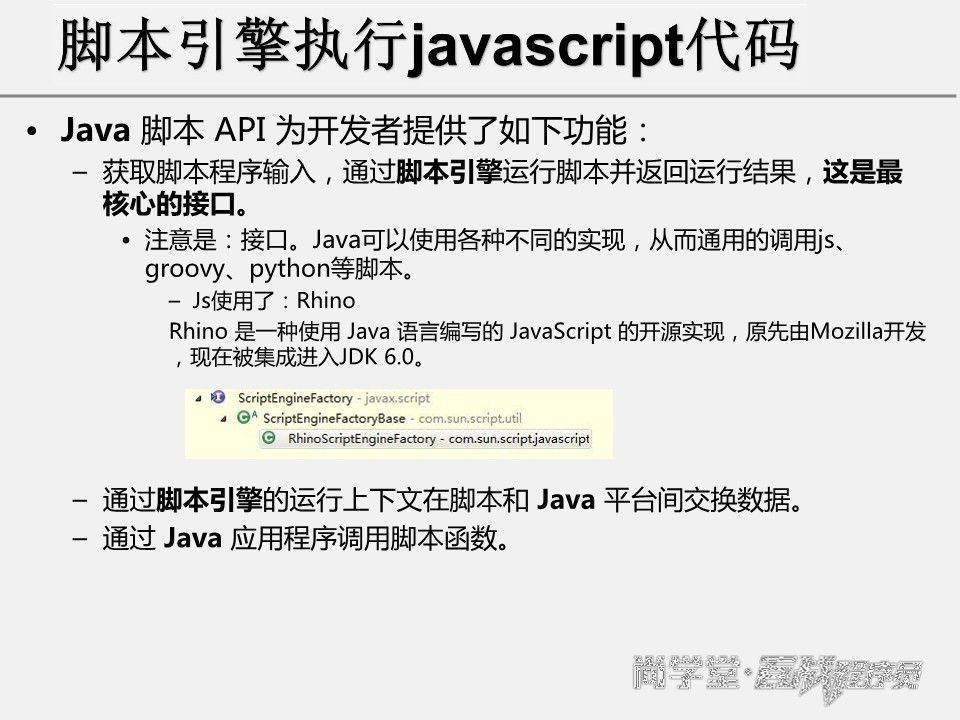 脚本引擎执行javascript代码
• Java 脚本 API 为开发者提供了如下功能：
– 获取脚本程序输入，通过脚本引擎运行脚本并返回运行结果，这是最
核心的接口。
• 注意是：接口。Java可以使用各种不同的实现，从而通用的调用js、
groovy、python等脚本。
– Js使用了：Rhino
Rhino 是一种使用 Java 语言编写的 JavaScript 的开源实现，原先由Mozilla开发
，现在被集成进入JDK 6.0。
ScriptEngineFactory - javax.script
ScriptEngineFactoryBase - com.sun.script.util
RhinoScriptEngineFactory - com.sun.script.javascript
– 通过脚本引擎的运行上下文在脚本和 Java 平台间交换数据。
– 通过 Java 应用程序调用脚本函数。
尚学堂·实战程序员